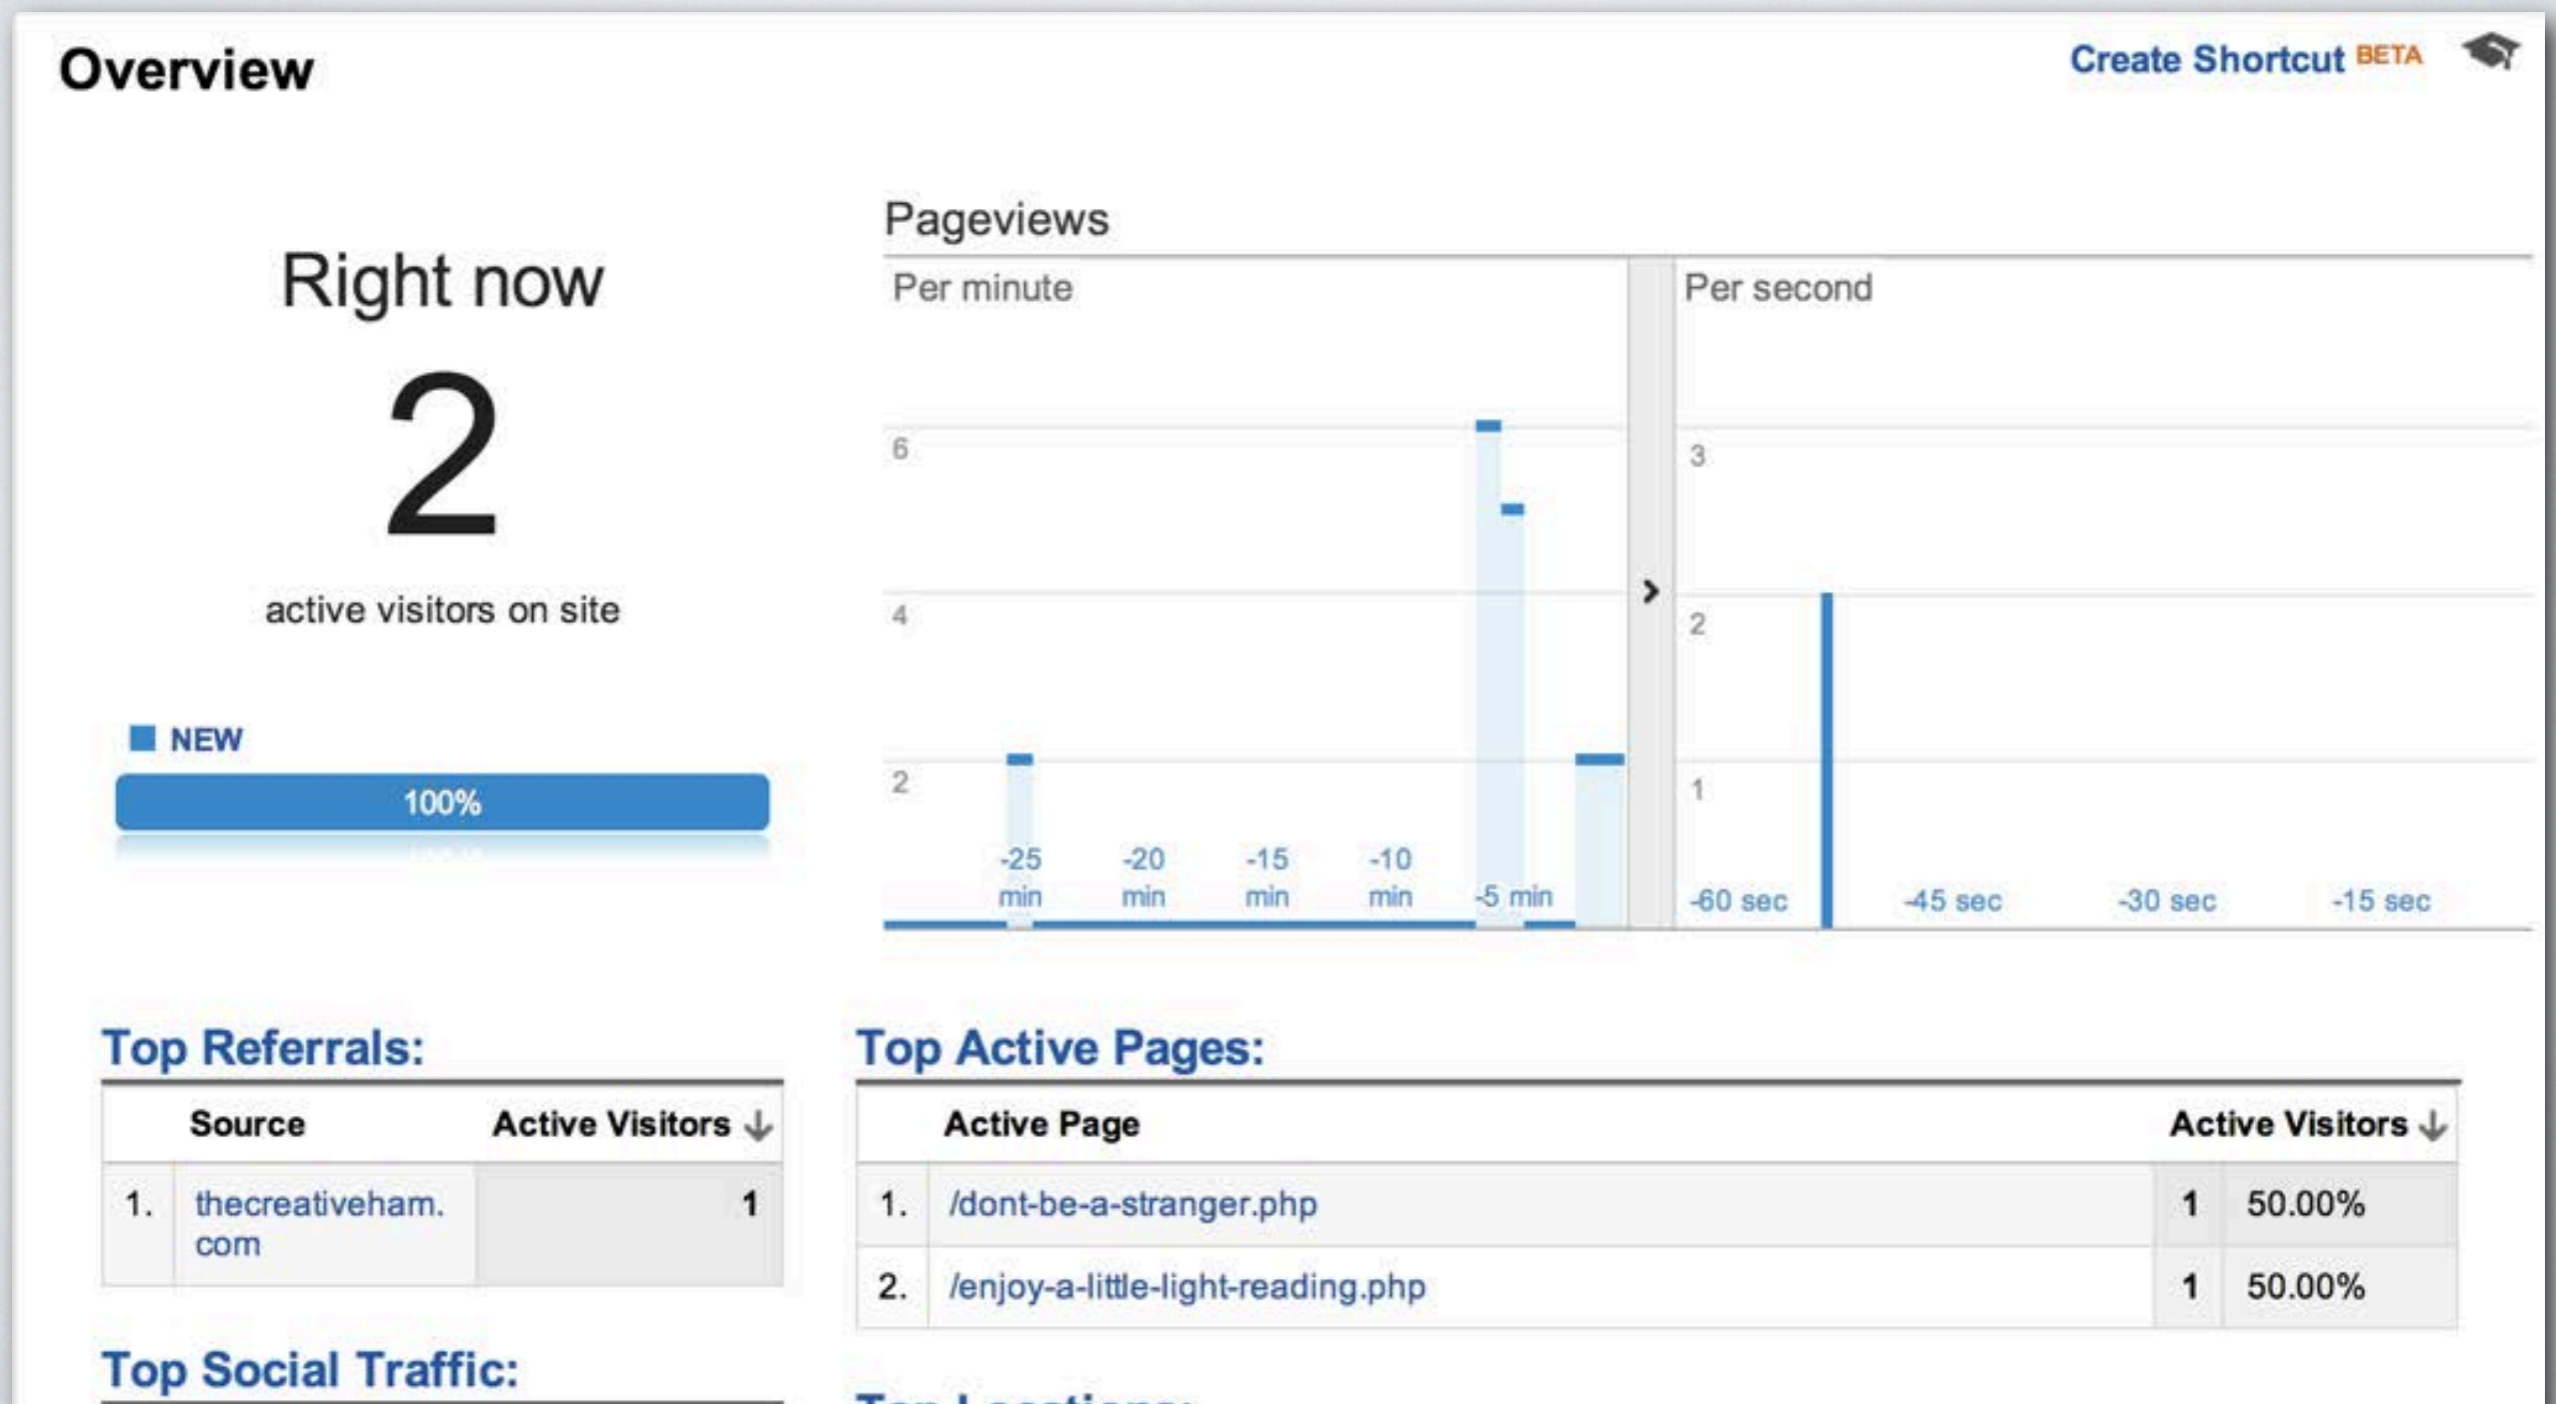 Overview
Create Shortcut BETA
Right now
2
active visitors on site
NEW
100%
Pageviews
Per minute
6
4
2
-25 min
-20 min
-15 min
-10 min
-5 min
Per second
3
2
1
-60 sec
-45 sec
-30 sec
-15 sec
Top Referrals:
Source Active Visitors
1. thecreativeham.
com
1
Top Active Pages:
Active Page Active Visitors
1. /dont-be-a-stranger.php 1 50.00%
2. /enjoy-a-little-light-reading.php 1 50.00%
Top Social Traffic: